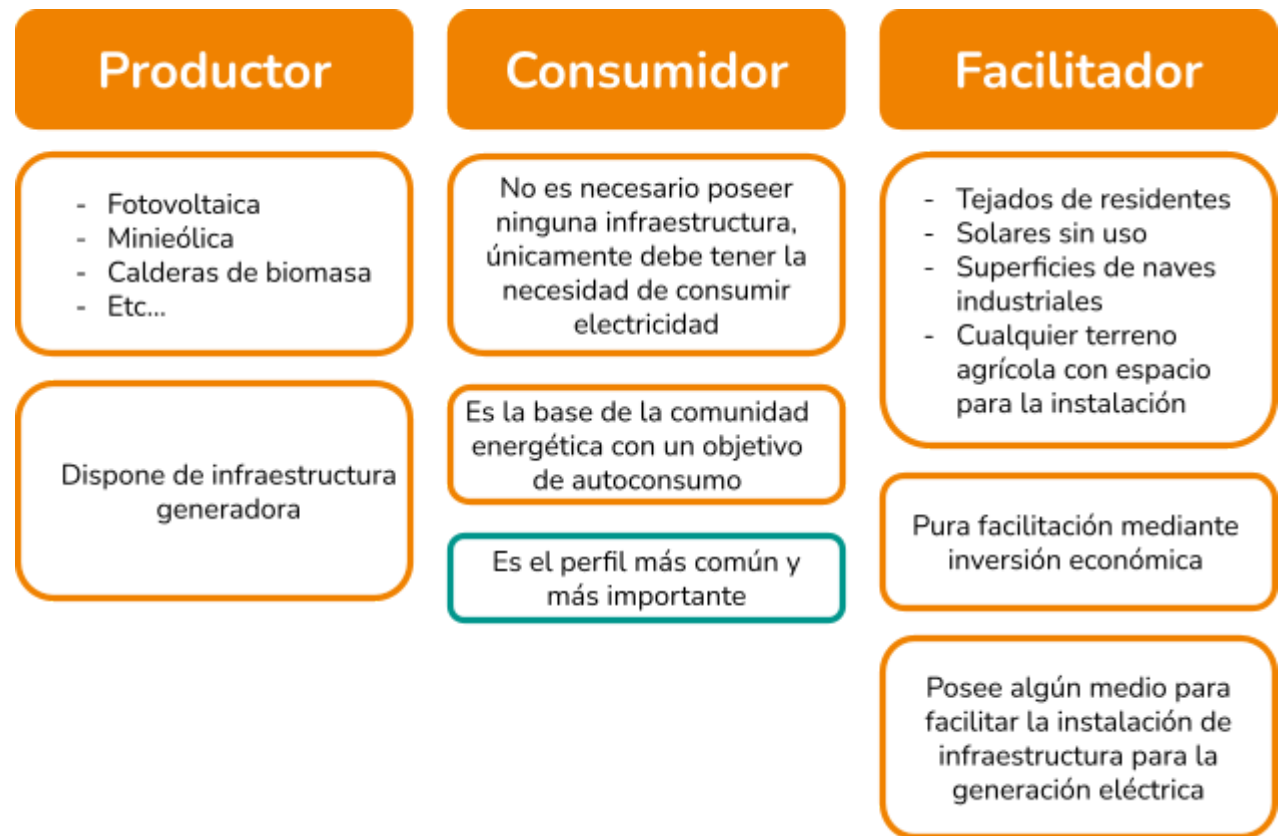 Productor
- Fotovoltaica
- Minieólica
- Calderas de biomasa
- Etc...
Dispone de infraestructura
generadora
Consumidor
No es necesario poseer
ninguna infraestructura,
únicamente debe tener la
necesidad de consumir
electricidad
Es la base de la comunidad
energética con un objetivo
de autoconsumo
Es el perfil más común y
más importante
Facilitador
- Tejados de residentes
- Solares sin uso
- Superficies de naves
industriales
- Cualquier terreno
agrícola con espacio
para la instalación
Pura facilitación mediante
inversión económica
Posee algún medio para
facilitar la instalación de
infraestructura para la
generación eléctrica